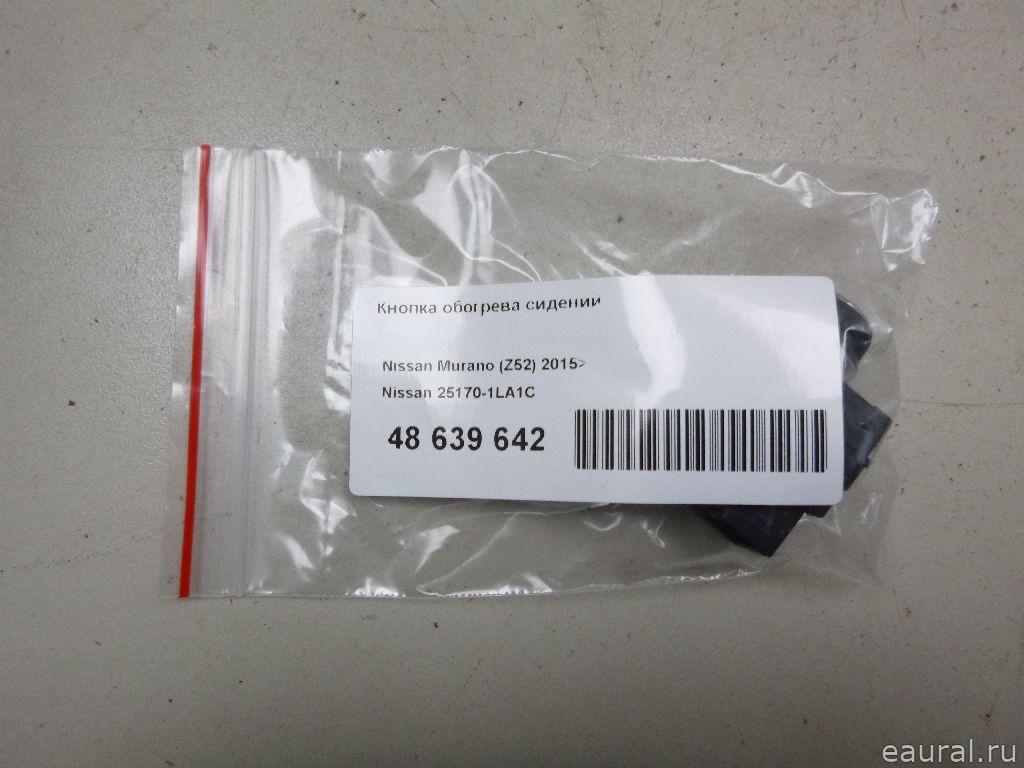 Кнопка обогрева сидении
Nissan Murano (Z52) 2015>
Nissan 25170-1LA1C
48 639 642
eaural.ru